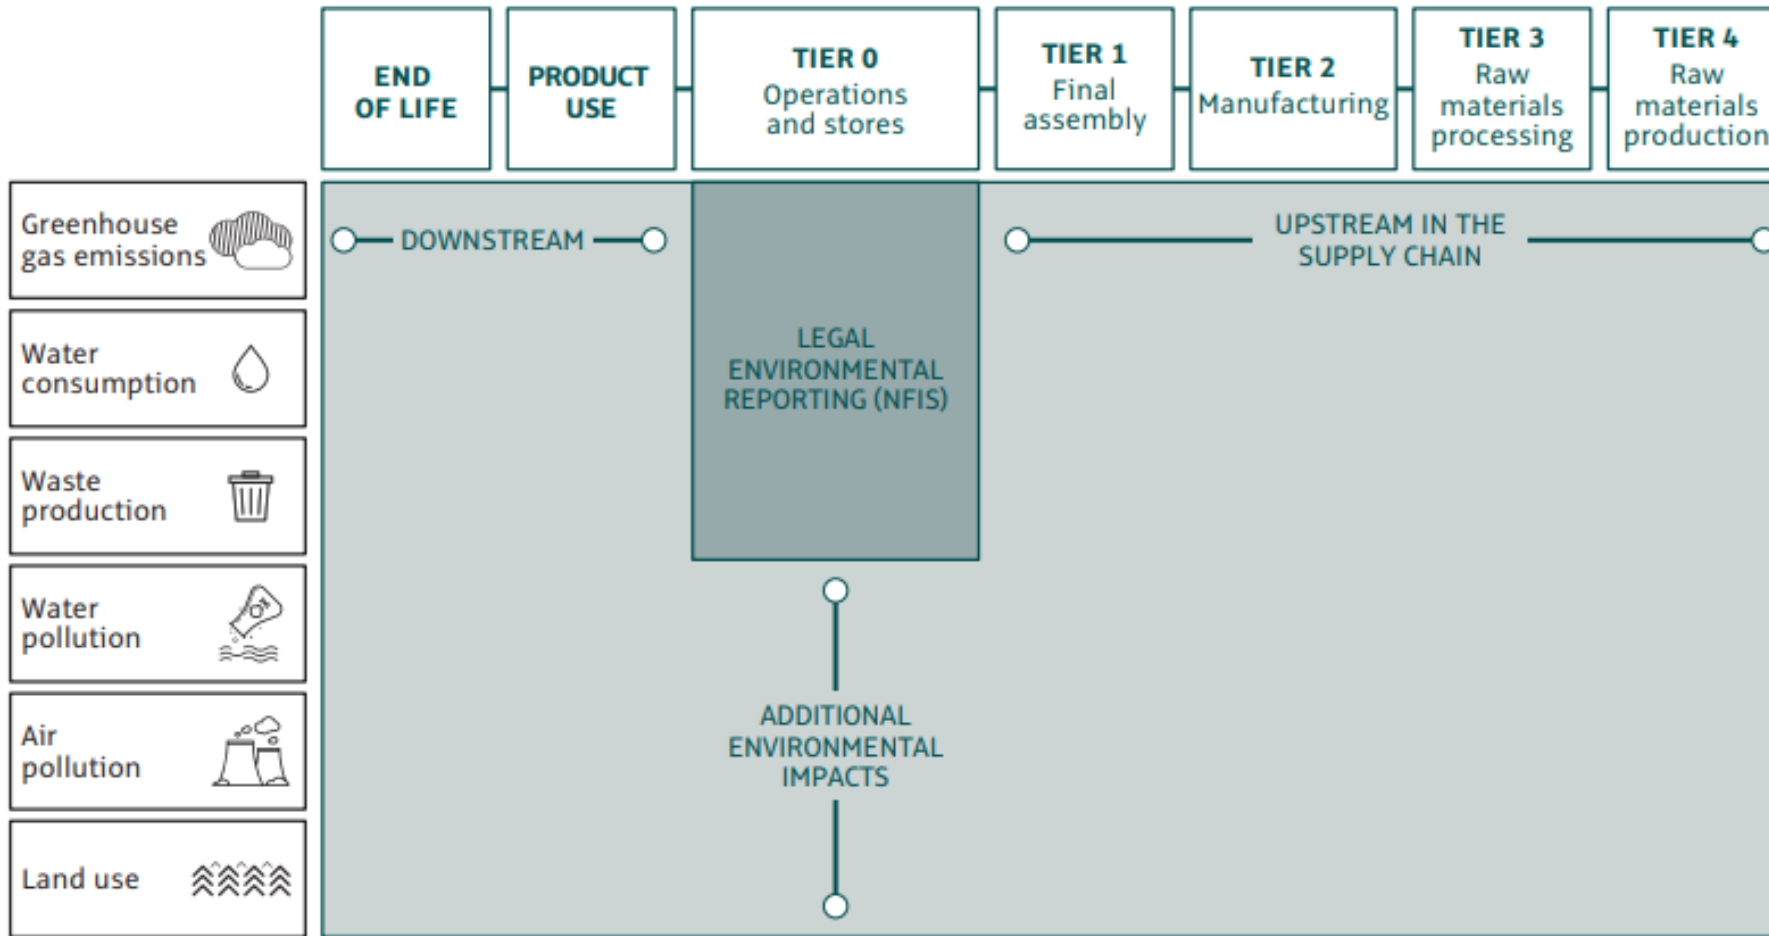 END
OF LIFE
PRODUCT
USE
TIER 0
Operations
and stores
TIER 1
Final
assembly
TIER 2
Manufacturing
TIER 3
Raw
materials
processing
TIER 4
Raw
materials
production
Greenhouse
gas emissions
DOWNSTREAM
UPSTREAM IN THE
SUPPLY CHAIN
Water
consumption
LEGAL
ENVIRONMENTAL
REPORTING (NFIS)
Waste
production
Water
pollution
Air
pollution
ADDITIONAL
ENVIRONMENTAL
IMPACTS
Land use